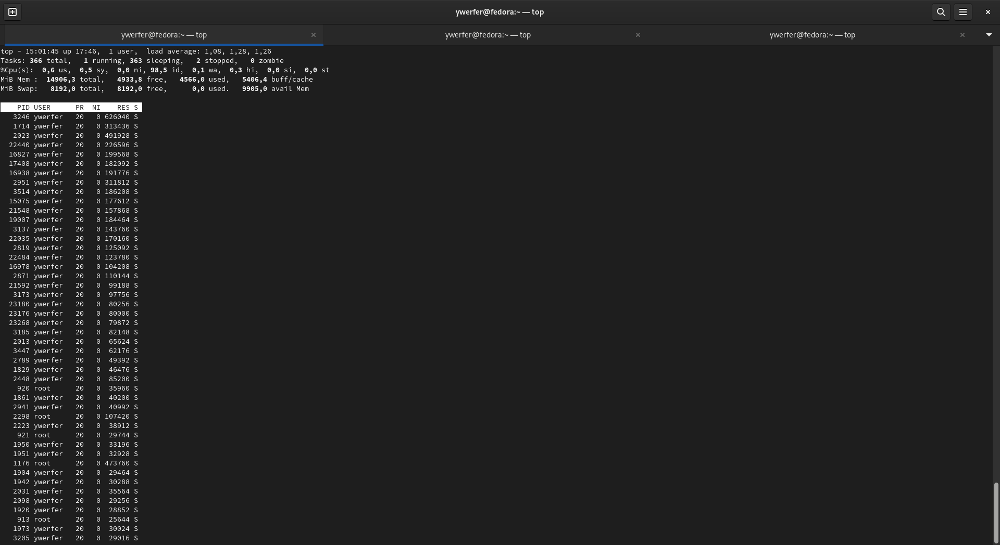 ywerfer@fedora:~ — top
ywerfer@fedora:~ — top ywerfer@fedora:~ — top ywerfer@fedora:~ — top
top - 15:01:45 up 17:46,  1 user,  load average: 1,08, 1,28, 1,26
Tasks: 366 total,   1 running, 363 sleeping,   2 stopped,   0 zombie
%Cpu(s):  0,6 us,  0,5 sy,  0,0 ni, 98,5 id,  0,1 wa,  0,3 hi,  0,0 si,  0,0 st
MiB Mem :  14906,3 total,   4933,8 free,   4566,0 used,   5406,4 buff/cache
MiB Swap:   8192,0 total,   8192,0 free,      0,0 used.   9905,0 avail Mem
PID USER      PR  NI    RES S
3246 ywerfer   20   0 626040 S
1714 ywerfer   20   0 313436 S
2023 ywerfer   20   0 491928 S
22440 ywerfer   20   0 226596 S
16827 ywerfer   20   0 199568 S
17408 ywerfer   20   0 182092 S
16938 ywerfer   20   0 191776 S
2951 ywerfer   20   0 311812 S
3514 ywerfer   20   0 186208 S
15075 ywerfer   20   0 177612 S
21548 ywerfer   20   0 157868 S
19007 ywerfer   20   0 184464 S
3137 ywerfer   20   0 143760 S
22035 ywerfer   20   0 170160 S
2819 ywerfer   20   0 125092 S
22484 ywerfer   20   0 123780 S
16978 ywerfer   20   0 104208 S
2871 ywerfer   20   0 110144 S
21592 ywerfer   20   0  99188 S
3173 ywerfer   20   0  97756 S
23180 ywerfer   20   0  80256 S
23176 ywerfer   20   0  80000 S
23268 ywerfer   20   0  79872 S
3185 ywerfer   20   0  82148 S
2013 ywerfer   20   0  65624 S
3447 ywerfer   20   0  62176 S
2789 ywerfer   20   0  49392 S
1829 ywerfer   20   0  46476 S
2448 ywerfer   20   0  85200 S
920 root      20   0  35960 S
1861 ywerfer   20   0  40200 S
2941 ywerfer   20   0  40992 S
2298 root      20   0 107420 S
2223 ywerfer   20   0  38912 S
921 root      20   0  29744 S
1950 ywerfer   20   0  33196 S
1951 ywerfer   20   0  32928 S
1176 root      20   0 473760 S
1904 ywerfer   20   0  29464 S
1942 ywerfer   20   0  30288 S
2031 ywerfer   20   0  35564 S
2098 ywerfer   20   0  29256 S
1920 ywerfer   20   0  28852 S
913 root      20   0  25644 S
1973 ywerfer   20   0  30024 S
3205 ywerfer   20   0  29016 S